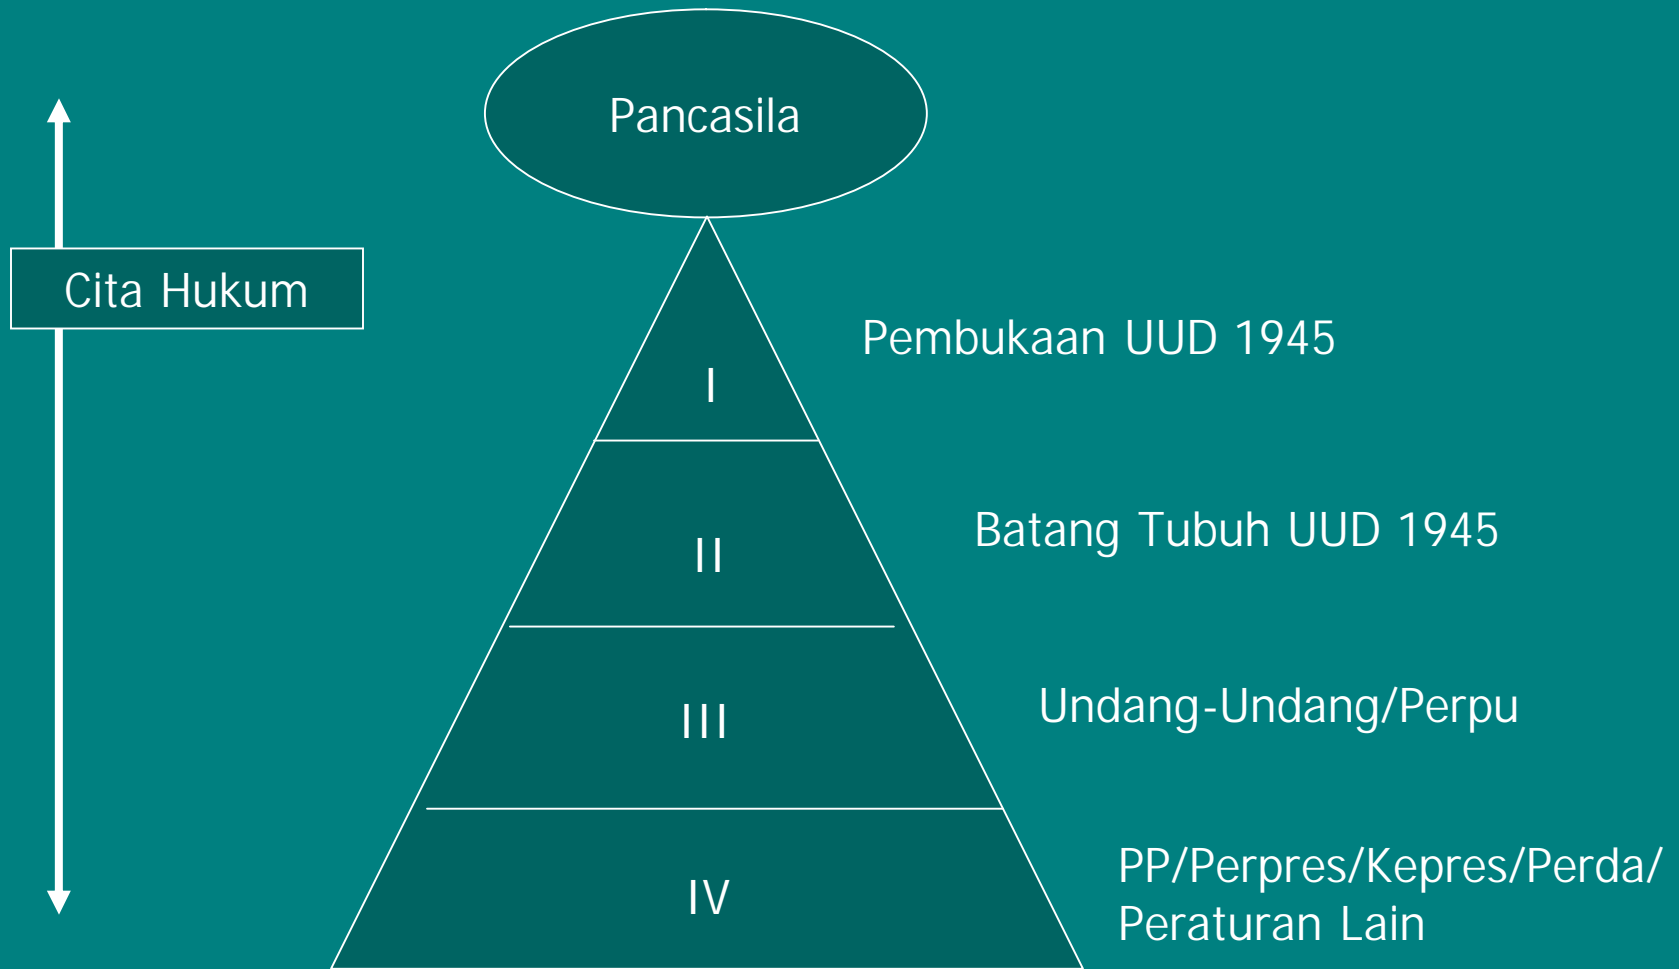 Pancasila
Cita Hukum
Pembukaan UUD 1945
I
Batang Tubuh UUD 1945
II
Undang-Undang/Perpu
III
PP/Perpres/Kepres/Perda/
Peraturan Lain
IV